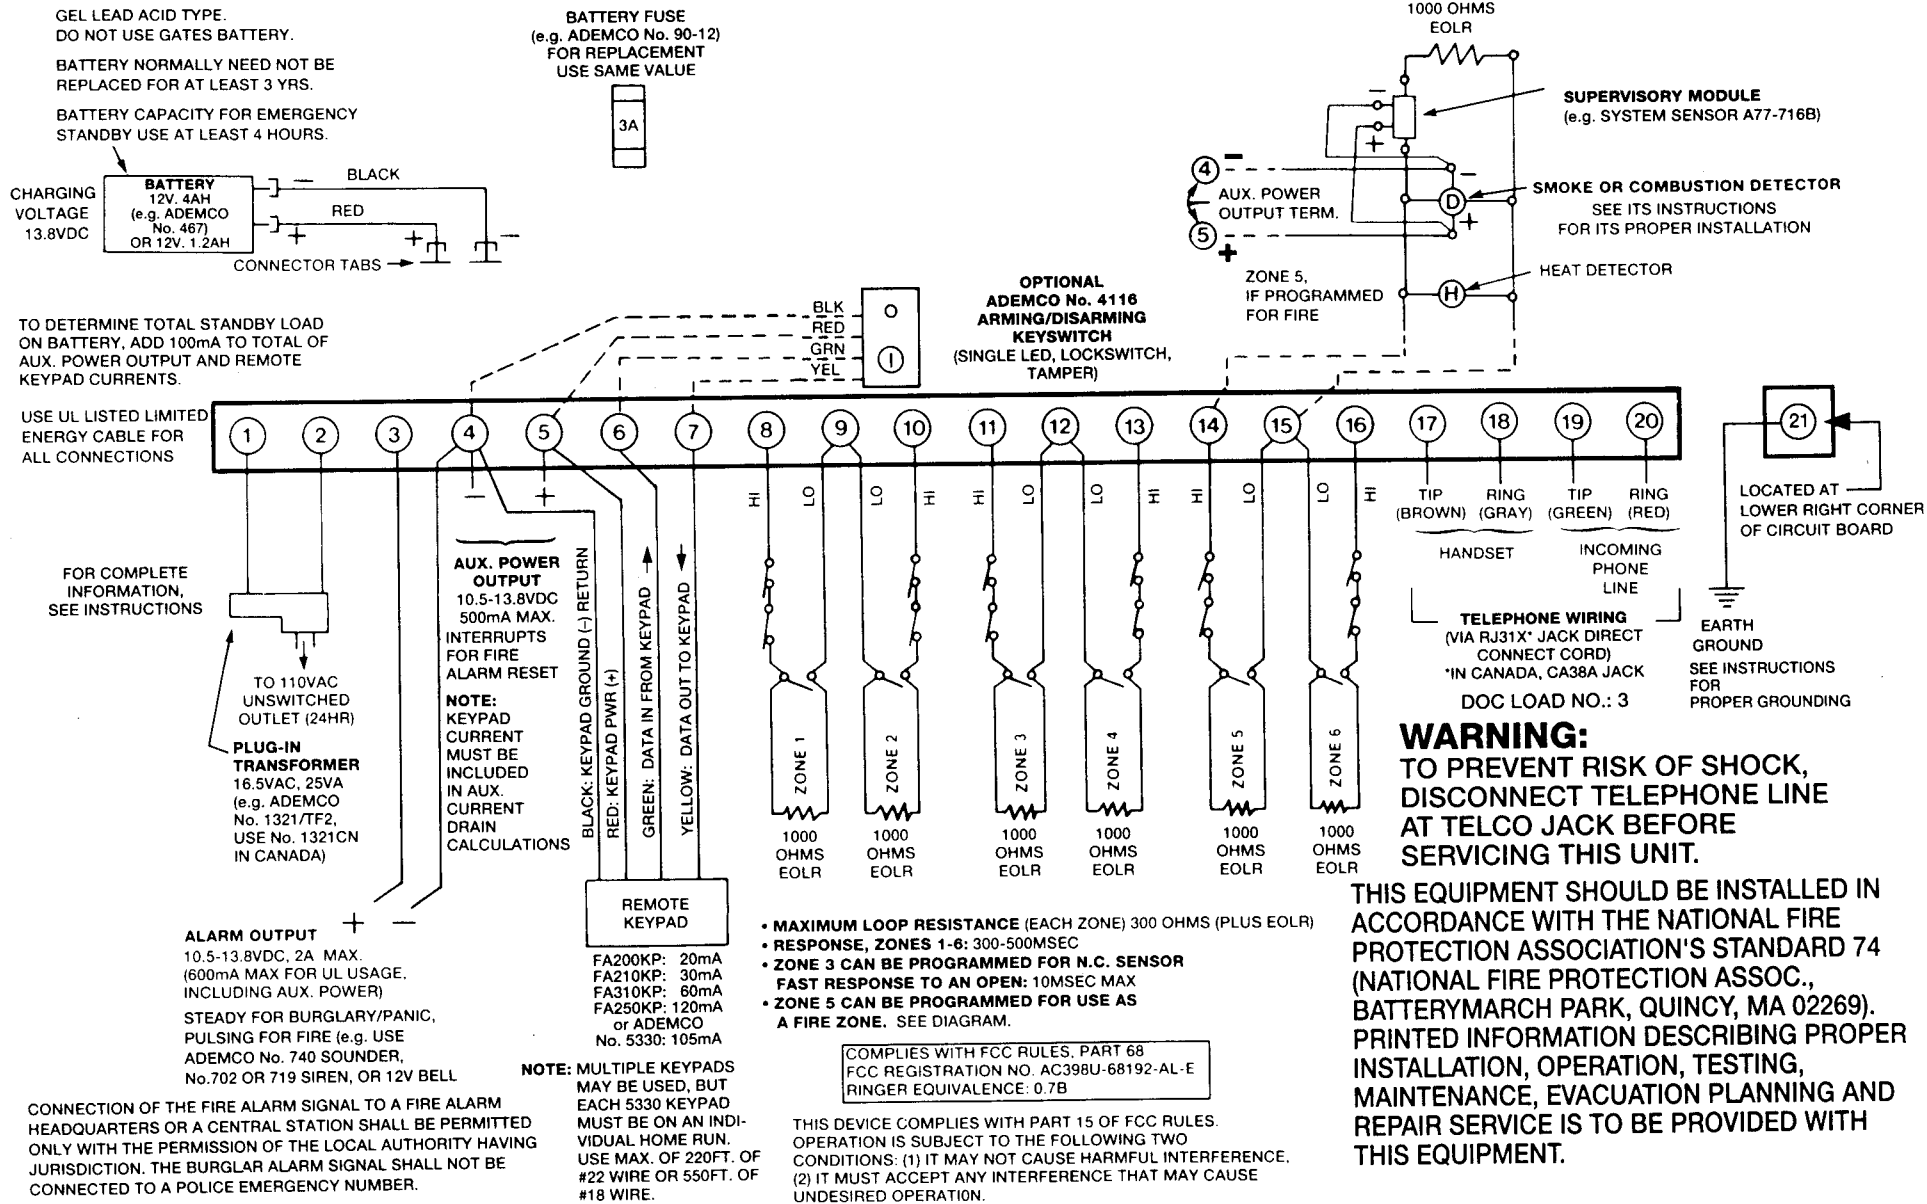 GEL LEAD ACID TYPE.
DO NOT USE GATES BATTERY.
BATTERY NORMALLY NEED NOT BE
REPLACED FOR AT LEAST 3 YRS.
BATTERY CAPACITY FOR EMERGENCY
STANDBY USE AT LEAST 4 HOURS.
BATTERY FUSE
(e.g. ADEMCO No. 90-12)
FOR REPLACEMENT
USE SAME VALUE
3A
CHARGING
VOLTAGE
13.8VDC
BATTERY
12V. 4AH
(e.g. ADEMCO
No. 467)
OR 12V. 1.2AH
− BLACK
RED
+ + −
CONNECTOR TABS
1000 OHMS
EOLR
−
+
SUPERVISORY MODULE
(e.g. SYSTEM SENSOR A77-716B)
4 −
AUX. POWER
OUTPUT TERM.
5 +
−
D
+
SMOKE OR COMBUSTION DETECTOR
SEE ITS INSTRUCTIONS
FOR ITS PROPER INSTALLATION
ZONE 5,
IF PROGRAMMED
FOR FIRE
H
HEAT DETECTOR
TO DETERMINE TOTAL STANDBY LOAD
ON BATTERY, ADD 100mA TO TOTAL OF
AUX. POWER OUTPUT AND REMOTE
KEYPAD CURRENTS.
USE UL LISTED LIMITED
ENERGY CABLE FOR
ALL CONNECTIONS
BLK
RED
GRN
YEL
OPTIONAL
ADEMCO No. 4116
ARMING/DISARMING
KEYSWITCH
(SINGLE LED, LOCKSWITCH,
TAMPER)
1 2 3 4 5 6 7 8 9 10 11 12 13 14 15 16 17 18 19 20
21
LOCATED AT
LOWER RIGHT CORNER
OF CIRCUIT BOARD
− +
HI LO LO HI HI LO LO HI HI LO LO HI
TIP
(BROWN)
RING
(GRAY)
TIP
(GREEN)
RING
(RED)
HANDSET
INCOMING
PHONE
LINE
TELEPHONE WIRING
(VIA RJ31X* JACK DIRECT
CONNECT CORD)
*IN CANADA, CA38A JACK
DOC LOAD NO.: 3
EARTH
GROUND
SEE INSTRUCTIONS
FOR
PROPER GROUNDING
FOR COMPLETE
INFORMATION,
SEE INSTRUCTIONS
TO 110VAC
UNSWITCHED
OUTLET (24HR)
PLUG-IN
TRANSFORMER
16.5VAC, 25VA
(e.g. ADEMCO
No. 1321/TF2,
USE No. 1321CN
IN CANADA)
AUX. POWER
OUTPUT
10.5-13.8VDC
500mA MAX.
INTERRUPTS
FOR FIRE
ALARM RESET
NOTE:
KEYPAD
CURRENT
MUST BE
INCLUDED
IN AUX.
CURRENT
DRAIN
CALCULATIONS
BLACK: KEYPAD GROUND (−) RETURN
RED: KEYPAD PWR (+)
GREEN: DATA IN FROM KEYPAD
YELLOW: DATA OUT TO KEYPAD
ZONE 1
ZONE 2
ZONE 3
ZONE 4
ZONE 5
ZONE 6
1000
OHMS
EOLR
1000
OHMS
EOLR
1000
OHMS
EOLR
1000
OHMS
EOLR
1000
OHMS
EOLR
1000
OHMS
EOLR
+ −
ALARM OUTPUT
10.5-13.8VDC, 2A MAX.
(600mA MAX FOR UL USAGE,
INCLUDING AUX. POWER)
STEADY FOR BURGLARY/PANIC,
PULSING FOR FIRE (e.g. USE
ADEMCO No. 740 SOUNDER,
No.702 OR 719 SIREN, OR 12V BELL
CONNECTION OF THE FIRE ALARM SIGNAL TO A FIRE ALARM
HEADQUARTERS OR A CENTRAL STATION SHALL BE PERMITTED
ONLY WITH THE PERMISSION OF THE LOCAL AUTHORITY HAVING
JURISDICTION. THE BURGLAR ALARM SIGNAL SHALL NOT BE
CONNECTED TO A POLICE EMERGENCY NUMBER.
REMOTE
KEYPAD
FA200KP: 20mA
FA210KP: 30mA
FA310KP: 60mA
FA250KP: 120mA
or ADEMCO
No. 5330: 105mA
NOTE: MULTIPLE KEYPADS
MAY BE USED, BUT
EACH 5330 KEYPAD
MUST BE ON AN INDI-
VIDUAL HOME RUN.
USE MAX. OF 220FT. OF
#22 WIRE OR 550FT. OF
#18 WIRE.
• MAXIMUM LOOP RESISTANCE (EACH ZONE) 300 OHMS (PLUS EOLR)
• RESPONSE, ZONES 1-6: 300-500MSEC
• ZONE 3 CAN BE PROGRAMMED FOR N.C. SENSOR
FAST RESPONSE TO AN OPEN: 10MSEC MAX
• ZONE 5 CAN BE PROGRAMMED FOR USE AS
A FIRE ZONE. SEE DIAGRAM.
COMPLIES WITH FCC RULES, PART 68
FCC REGISTRATION NO. AC398U-68192-AL-E
RINGER EQUIVALENCE: 0.7B
THIS DEVICE COMPLIES WITH PART 15 OF FCC RULES.
OPERATION IS SUBJECT TO THE FOLLOWING TWO
CONDITIONS: (1) IT MAY NOT CAUSE HARMFUL INTERFERENCE,
(2) IT MUST ACCEPT ANY INTERFERENCE THAT MAY CAUSE
UNDESIRED OPERATION.
WARNING:
TO PREVENT RISK OF SHOCK,
DISCONNECT TELEPHONE LINE
AT TELCO JACK BEFORE
SERVICING THIS UNIT.
THIS EQUIPMENT SHOULD BE INSTALLED IN
ACCORDANCE WITH THE NATIONAL FIRE
PROTECTION ASSOCIATION'S STANDARD 74
(NATIONAL FIRE PROTECTION ASSOC.,
BATTERYMARCH PARK, QUINCY, MA 02269).
PRINTED INFORMATION DESCRIBING PROPER
INSTALLATION, OPERATION, TESTING,
MAINTENANCE, EVACUATION PLANNING AND
REPAIR SERVICE IS TO BE PROVIDED WITH
THIS EQUIPMENT.